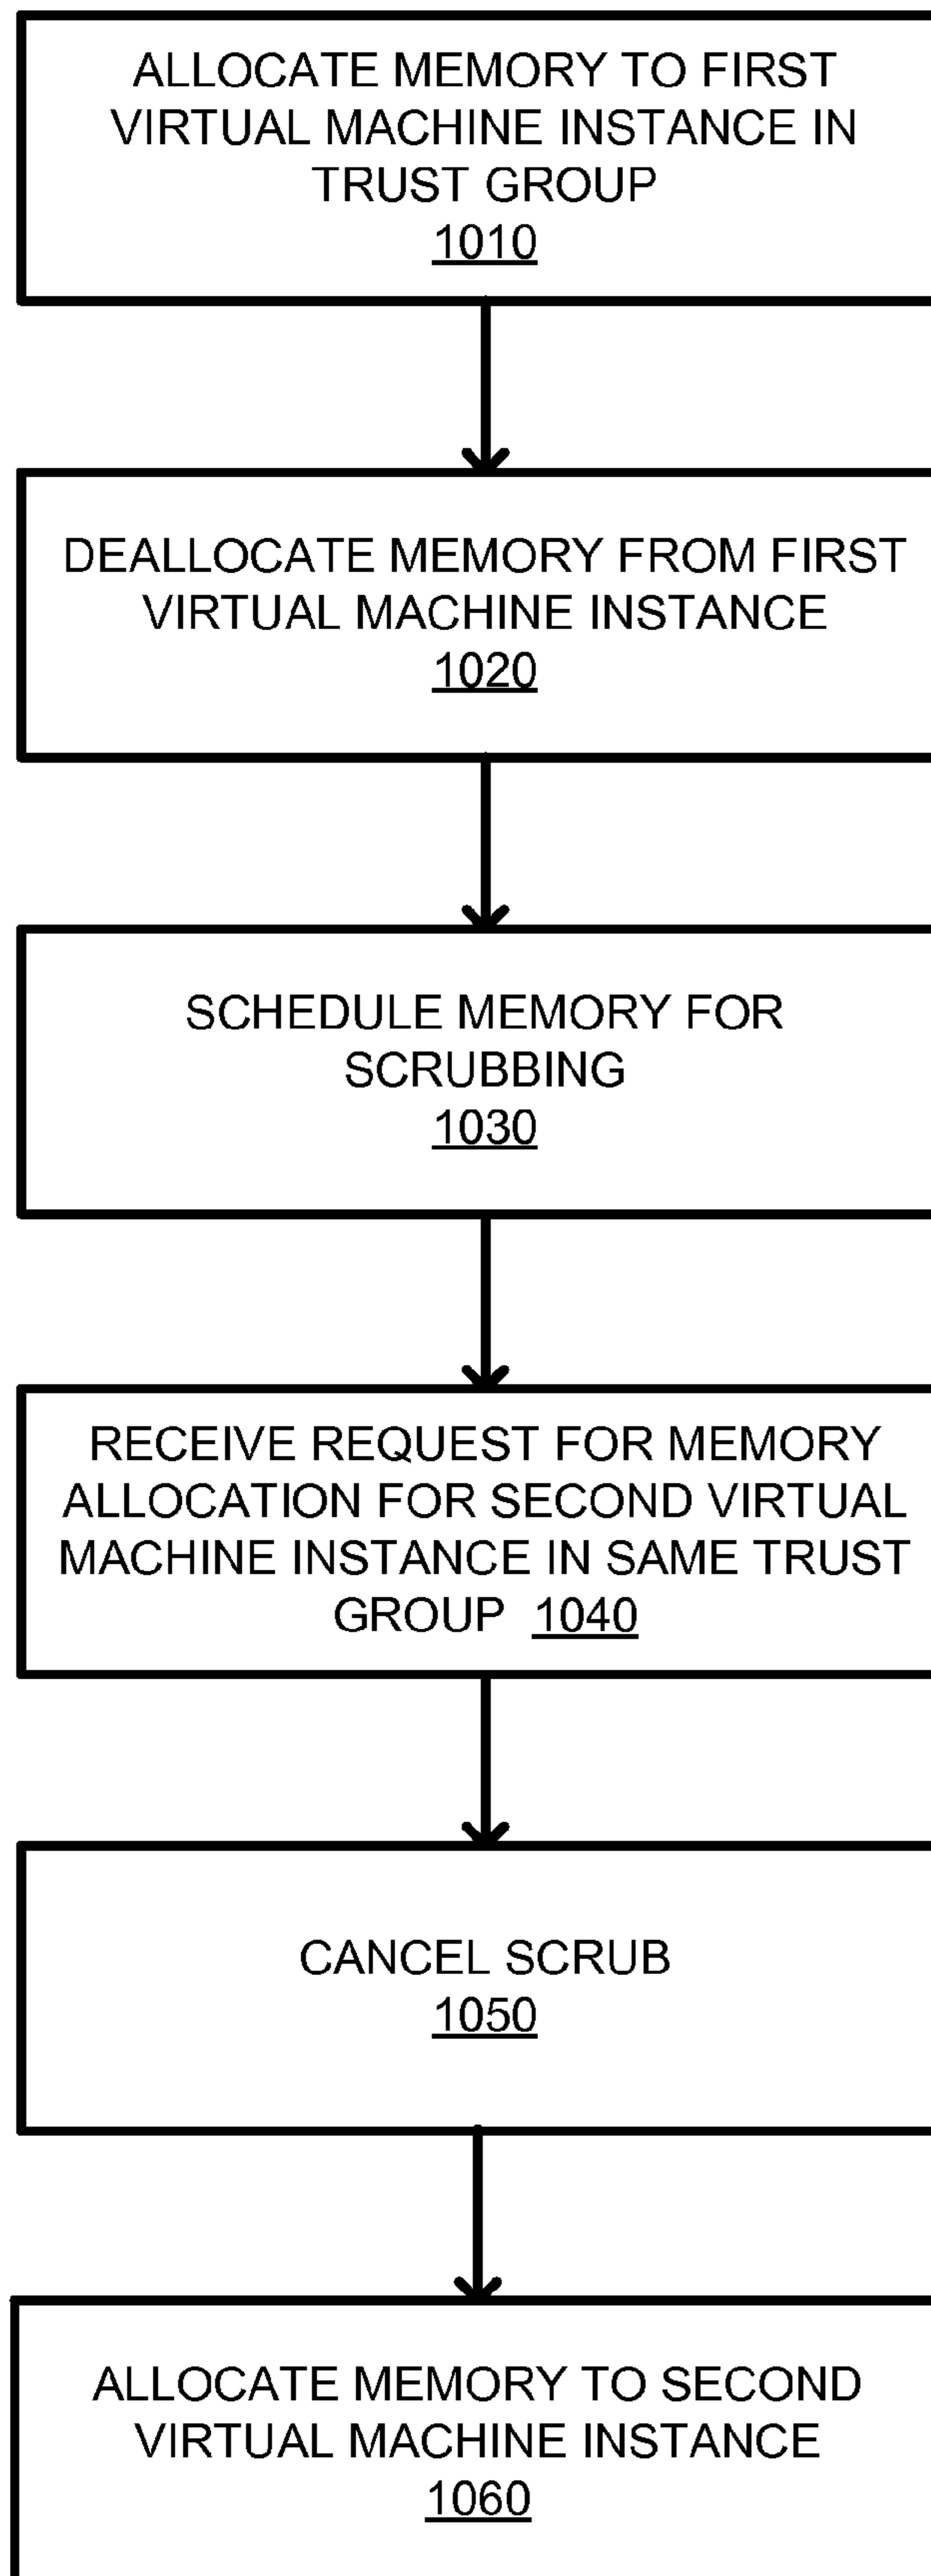 ALLOCATE MEMORY TO FIRST
VIRTUAL MACHINE INSTANCE IN
TRUST GROUP
1010
DEALLOCATE MEMORY FROM FIRST
VIRTUAL MACHINE INSTANCE
1020
SCHEDULE MEMORY FOR
SCRUBBING
1030
RECEIVE REQUEST FOR MEMORY
ALLOCATION FOR SECOND VIRTUAL
MACHINE INSTANCE IN SAME TRUST
GROUP 1040
CANCEL SCRUB
1050
ALLOCATE MEMORY TO SECOND
VIRTUAL MACHINE INSTANCE
1060